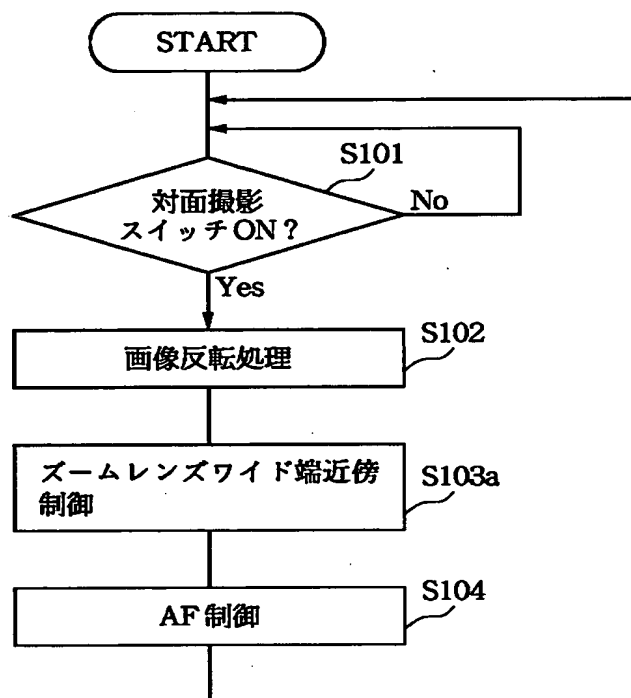 START
S101
対面撮影
スイッチON？
No
Yes
S102
画像反転処理
ズームレンズワイド端近傍
制御
S103a
S104
AF制御